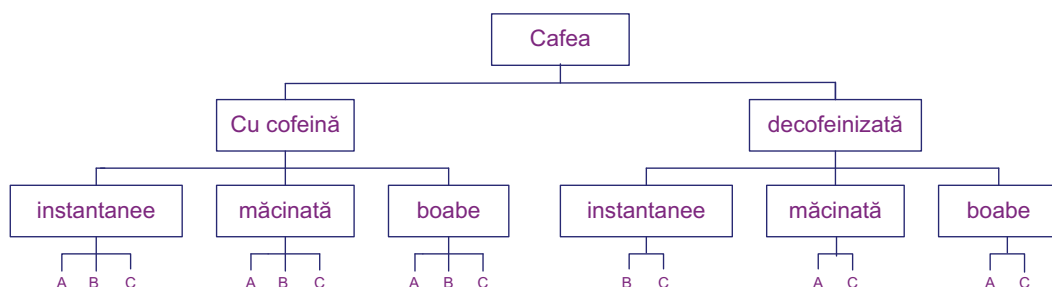 Cafea
Cu cofeină decofeinizată
instantanee măcinată boabe instantanee măcinată boabe
A B C A B C A B C B C A C A C